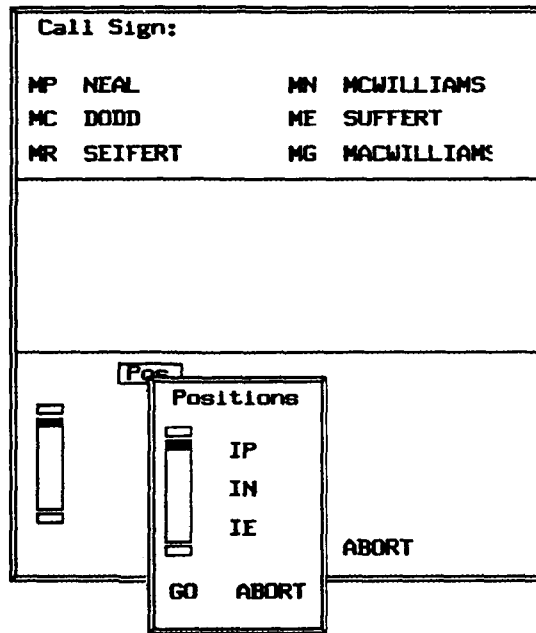 Call Sign:
MP NEAL MN MCWILLIAMS
MC DODD ME SUFFERT
MR SEIFERT MG MACWILLIAMS
Pos
Positions
IP
IN
IE
ABORT
GO ABORT